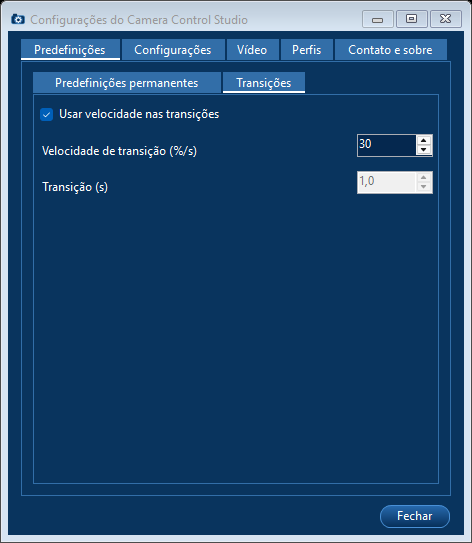 Configurações do Camera Control Studio
Predefinições Configurações Vídeo Perfis Contato e sobre
Predefinições permanentes Transições
Usar velocidade nas transições
Velocidade de transição (%/s) 30
Transição (s) 1,0
Fechar